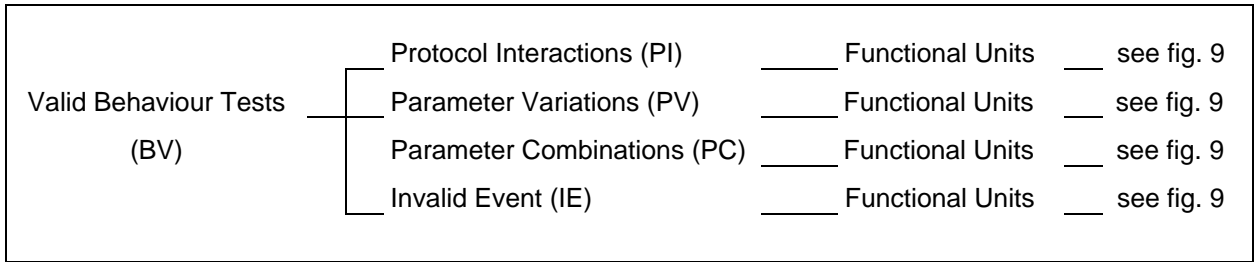 Protocol Interactions (PI) Functional Units see fig. 9
Valid Behaviour Tests Parameter Variations (PV) Functional Units see fig. 9
(BV) Parameter Combinations (PC) Functional Units see fig. 9
Invalid Event (IE) Functional Units see fig. 9